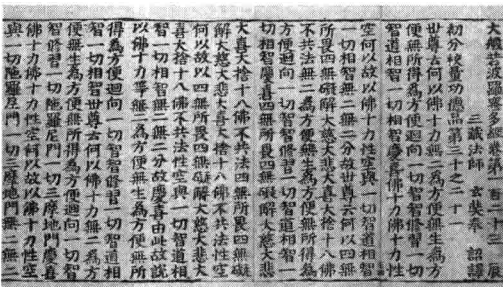 大般若波羅蜜多經卷第一百二十
三藏法師 玄奘奉 詔譯
初分校量功德品第三十之二十一
世尊云何以佛十力無二為方便無生為方
便無所得為方便迴向一切智智修習一切
智道相智一切相智慶喜佛十力佛十力性
空何以故以佛十力性空與一切智道相智
一切相智無二無二分故世尊云何以四無
所畏四無礙解大慈大悲大喜大捨十八佛
不共法無二為方便無生為方便無所得為
方便迴向一切智智修習一切智道相智一
切相智慶喜四無所畏四無礙解大慈大悲
大喜大捨十八佛不共法四無所畏四無礙
解大慈大悲大喜大捨十八佛不共法性空
何以故以四無所畏四無礙解大慈大悲大
喜大捨十八佛不共法性空與一切智道相
智一切相智無二無二分故慶喜由此故說
以佛十力等無二為方便無生為方便無所
得為方便迴向一切智智修習一切智道相
智一切相智世尊云何以佛十力無二為方
便無生為方便無所得為方便迴向一切智
智修習一切陀羅尼門一切三摩地門慶喜
佛十力佛十力性空何以故以佛十力性空
與一切陀羅尼門一切三摩地門無二無二